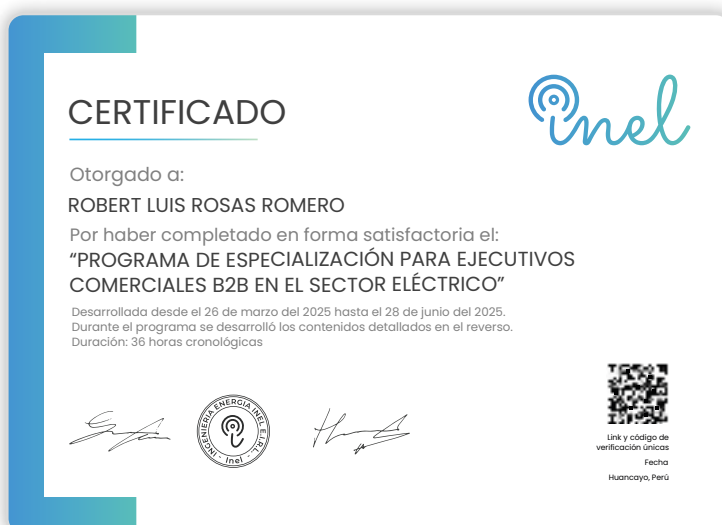 inel
CERTIFICADO
Otorgado a:
ROBERT LUIS ROSAS ROMERO
Por haber completado en forma satisfactoria el:
“PROGRAMA DE ESPECIALIZACIÓN PARA EJECUTIVOS
COMERCIALES B2B EN EL SECTOR ELÉCTRICO”
Desarrollada desde el 26 de marzo del 2025 hasta el 28 de junio del 2025.
Durante el programa se desarrolló los contenidos detallados en el reverso.
Duración: 36 horas cronológicas
INGENIERIA ENERGIA INEL E.I.R.L.
- Inel -
Link y código de
verificación únicas
Fecha
Huancayo, Perú